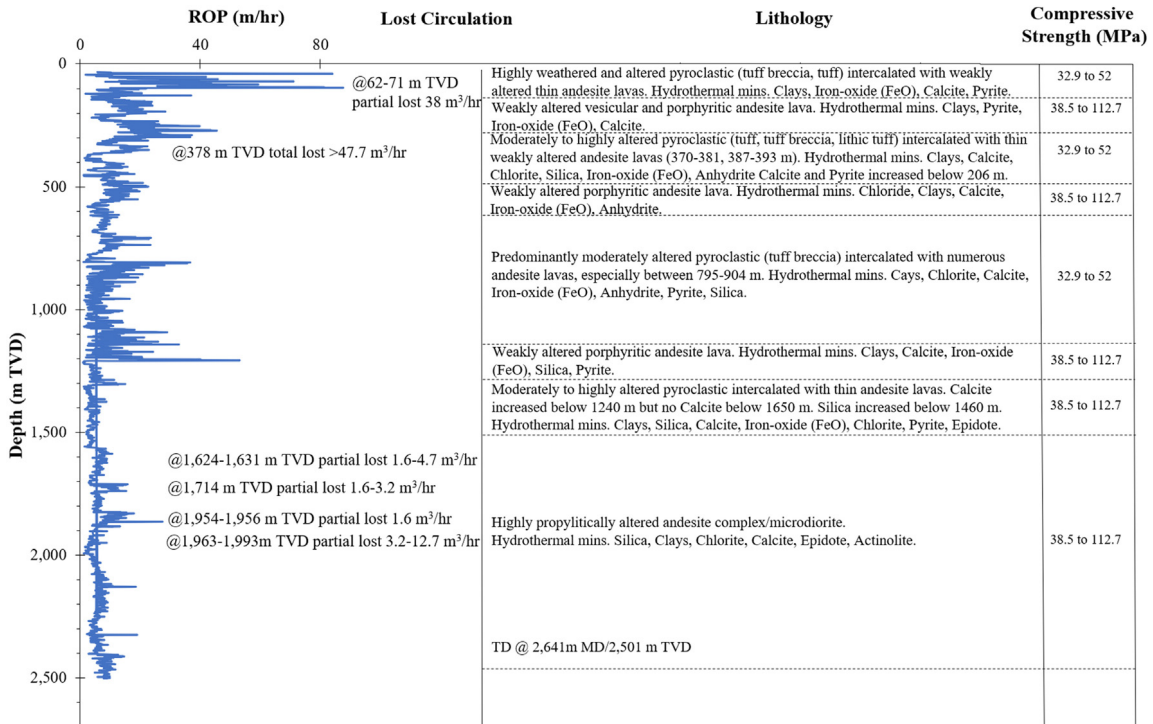 ROP (m/hr)
Lost Circulation
Lithology
Compressive
Strength (MPa)
0 40 80
Depth (m TVD)
0
500
1,000
1,500
2,000
2,500
@62-71 m TVD
partial lost 38 m³/hr
@378 m TVD total lost >47.7 m³/hr
@1,624-1,631 m TVD partial lost 1.6-4.7 m³/hr
@1,714 m TVD partial lost 1.6-3.2 m³/hr
@1,954-1,956 m TVD partial lost 1.6 m³/hr
@1,963-1,993m TVD partial lost 3.2-12.7 m³/hr
Highly weathered and altered pyroclastic (tuff breccia, tuff) intercalated with weakly
altered thin andesite lavas. Hydrothermal mins. Clays, Iron-oxide (FeO), Calcite, Pyrite.
32.9 to 52
Weakly altered vesicular and porphyritic andesite lava. Hydrothermal mins. Clays, Pyrite,
Iron-oxide (FeO), Calcite.
38.5 to 112.7
Moderately to highly altered pyroclastic (tuff, tuff breccia, lithic tuff) intercalated with thin
weakly altered andesite lavas (370-381, 387-393 m). Hydrothermal mins. Clays, Calcite,
Chlorite, Silica, Iron-oxide (FeO), Anhydrite Calcite and Pyrite increased below 206 m.
32.9 to 52
Weakly altered porphyritic andesite lava. Hydrothermal mins. Chloride, Clays, Calcite,
Iron-oxide (FeO), Anhydrite.
38.5 to 112.7
Predominantly moderately altered pyroclastic (tuff breccia) intercalated with numerous
andesite lavas, especially between 795-904 m. Hydrothermal mins. Cays, Chlorite, Calcite,
Iron-oxide (FeO), Anhydrite, Pyrite, Silica.
32.9 to 52
Weakly altered porphyritic andesite lava. Hydrothermal mins. Clays, Calcite, Iron-oxide
(FeO), Silica, Pyrite.
38.5 to 112.7
Moderately to highly altered pyroclastic intercalated with thin andesite lavas. Calcite
increased below 1240 m but no Calcite below 1650 m. Silica increased below 1460 m.
Hydrothermal mins. Clays, Silica, Calcite, Iron-oxide (FeO), Chlorite, Pyrite, Epidote.
38.5 to 112.7
Highly propylitically altered andesite complex/microdiorite.
Hydrothermal mins. Silica, Clays, Chlorite, Calcite, Epidote, Actinolite.
38.5 to 112.7
TD @ 2,641m MD/2,501 m TVD